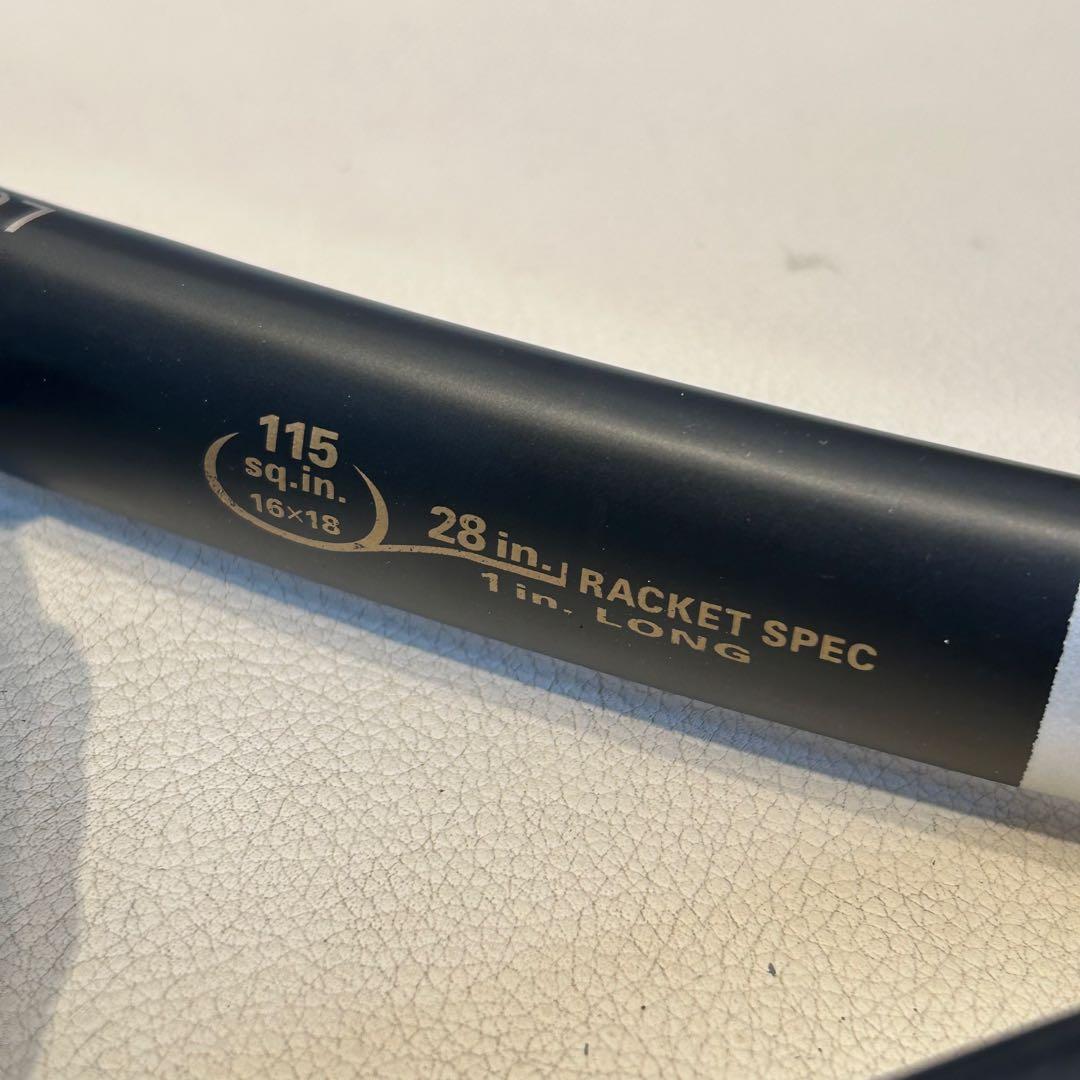 115
sq.in.
16×18
28 in.
RACKET SPEC
1 in. LONG